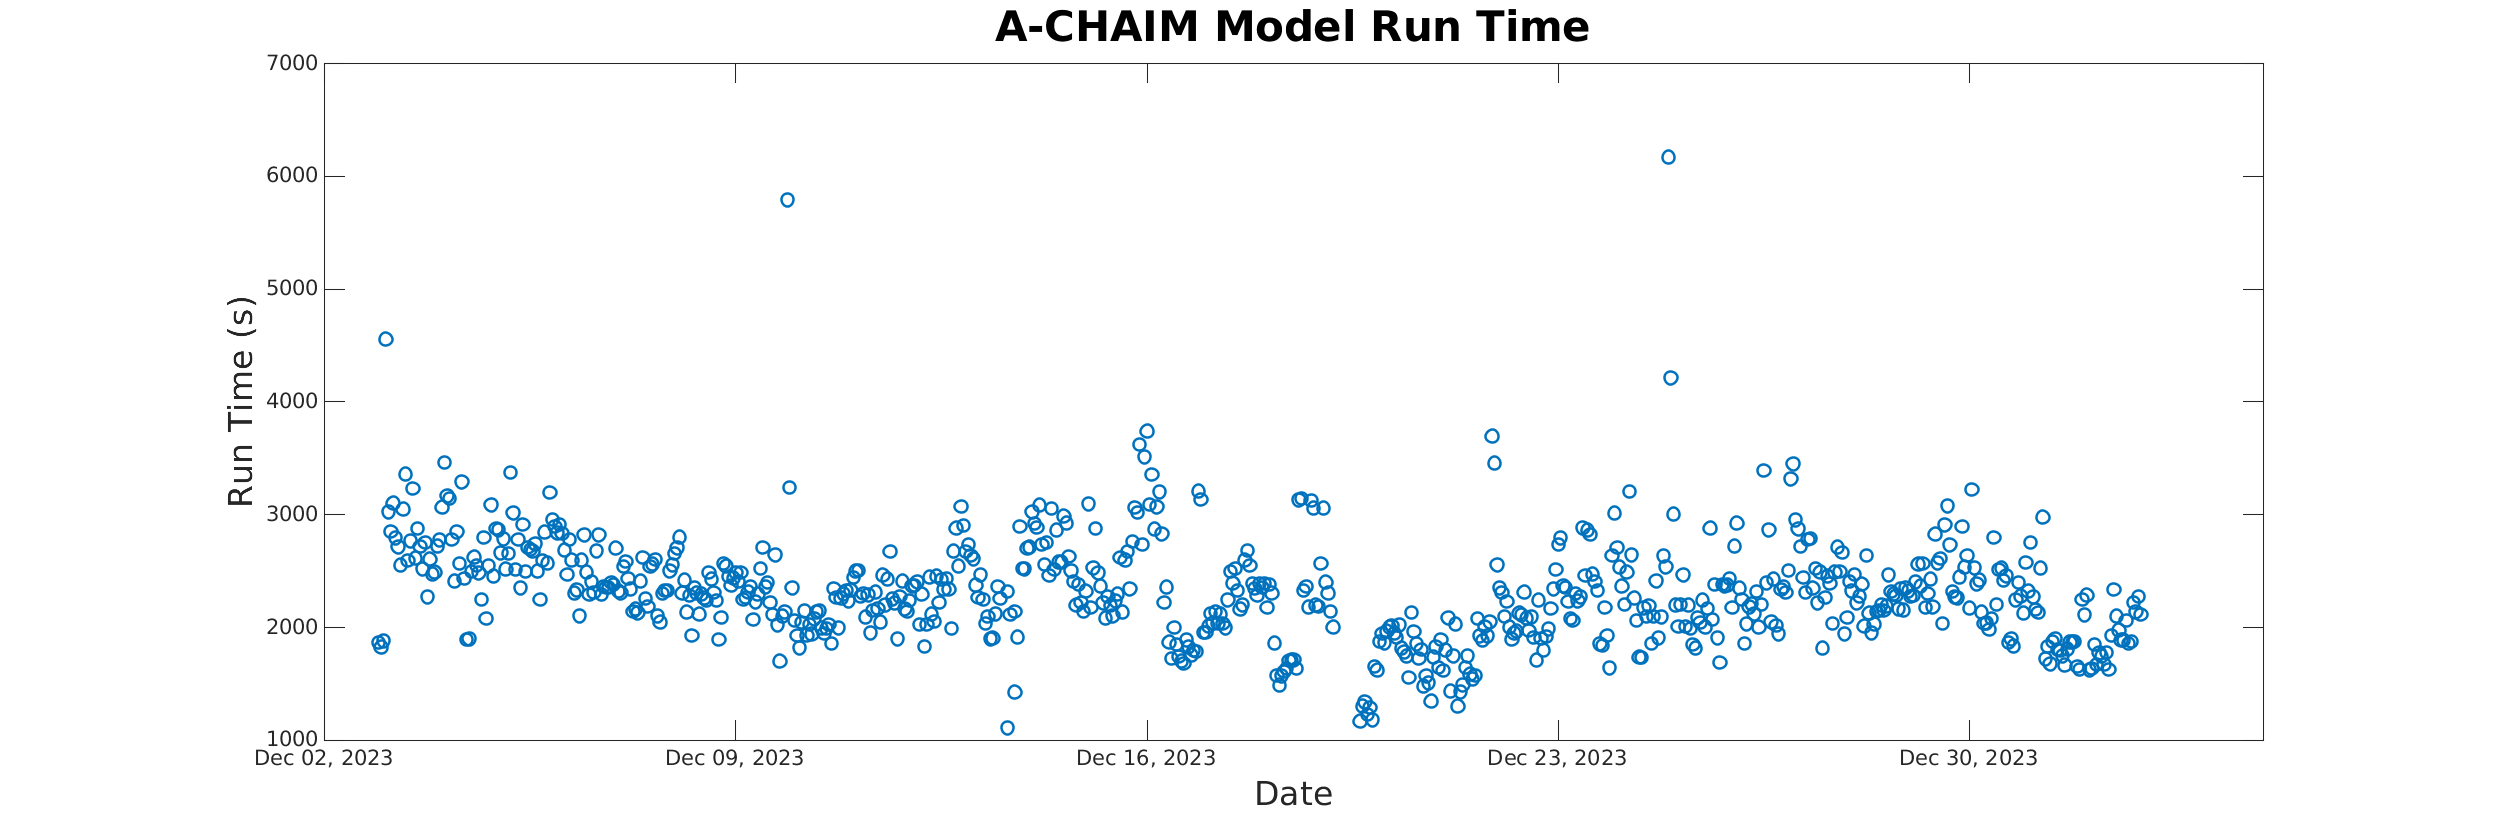 A-CHAIM Model Run Time
7000
6000
5000
4000
3000
2000
1000
Run Time (s)
Dec 02, 2023
Dec 09, 2023
Dec 16, 2023
Dec 23, 2023
Dec 30, 2023
Date